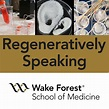 Regeneratively
Speaking
Wake Forest®
School of Medicine